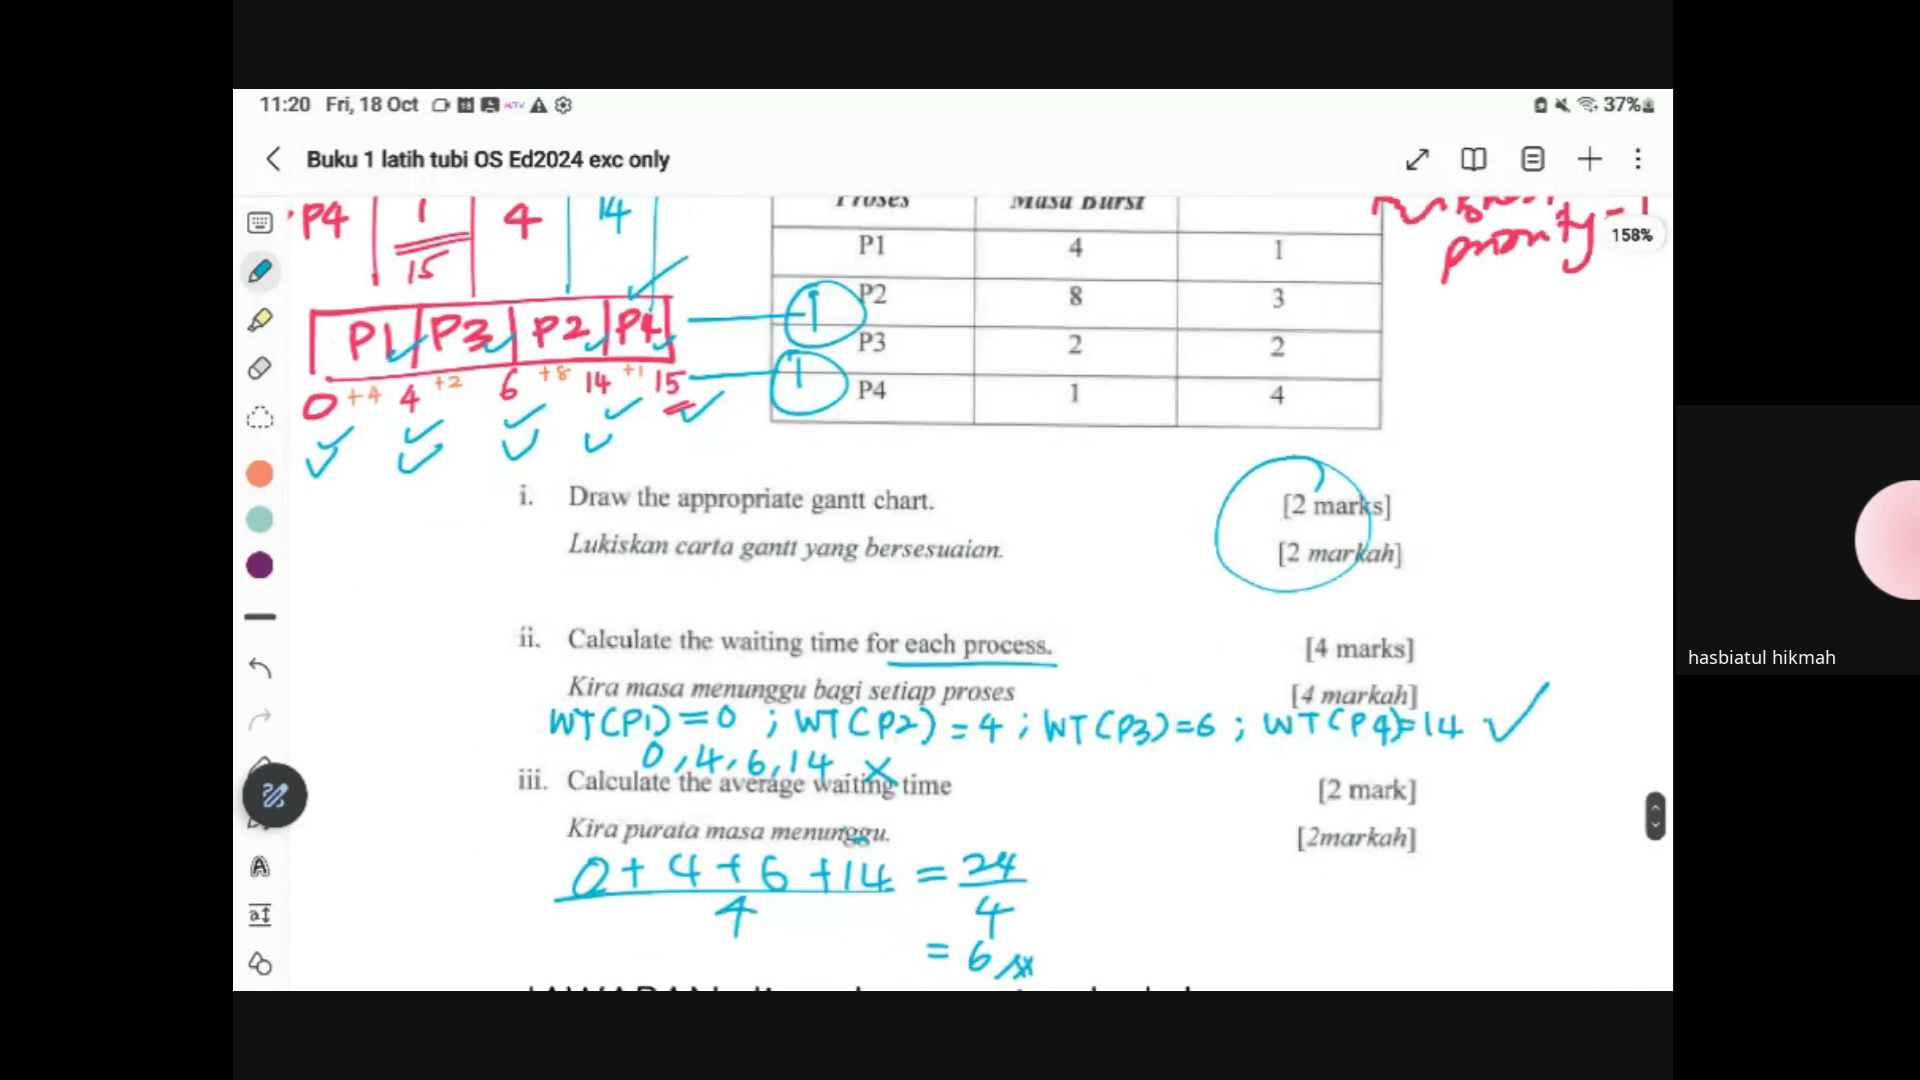 11:20 Fri, 18 Oct
37%
Buku 1 latih tubi OS Ed2024 exc only
158%
P4 1 4 14
15
P1 P3 P2 P4
0 +4 4 +2 6 +8 14 +1 15
1
1
priority - 1
Proses Masa Burst
P1 4 1
P2 8 3
P3 2 2
P4 1 4
i. Draw the appropriate gantt chart. [2 marks]
Lukiskan carta gantt yang bersesuaian. [2 markah]
ii. Calculate the waiting time for each process. [4 marks]
Kira masa menunggu bagi setiap proses [4 markah]
WT(P1)=0 ; WT(P2)=4 ; WT(P3)=6 ; WT(P4)=14
0, 4, 6, 14 X
iii. Calculate the average waiting time [2 mark]
Kira purata masa menunggu. [2markah]
0 + 4 + 6 + 14 = 24
4 4
= 6
hasbiatul hikmah